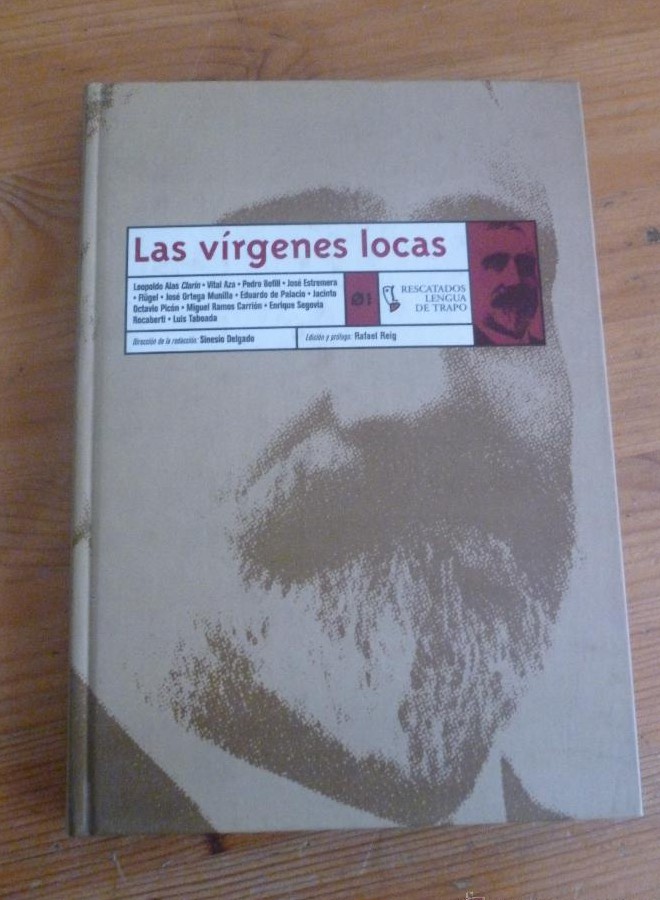 Las vírgenes locas
Leopoldo Alas Clarín • Vital Aza • Pedro Bofill • José Estremera
• Flügel • José Ortega Munilla • Eduardo de Palacio • Jacinto
Octavio Picón • Miguel Ramos Carrión • Enrique Segovia
Rocaberti • Luis Taboada
01
RESCATADOS
LENGUA
DE TRAPO
Dirección de la redacción: Sinesio Delgado
Edición y prólogo: Rafael Reig